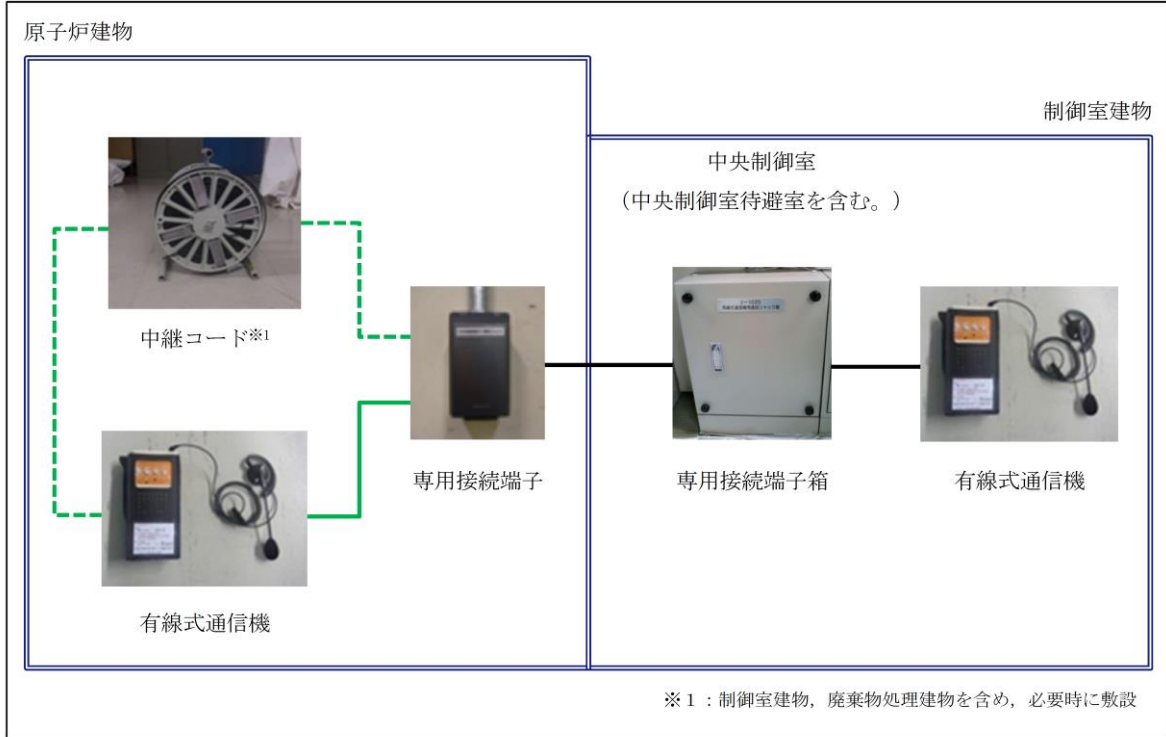 原子炉建物
制御室建物
中央制御室
（中央制御室待避室を含む。）
中継コード※1
専用接続端子
専用接続端子箱
有線式通信機
有線式通信機
※１：制御室建物，廃棄物処理建物を含め，必要時に敷設